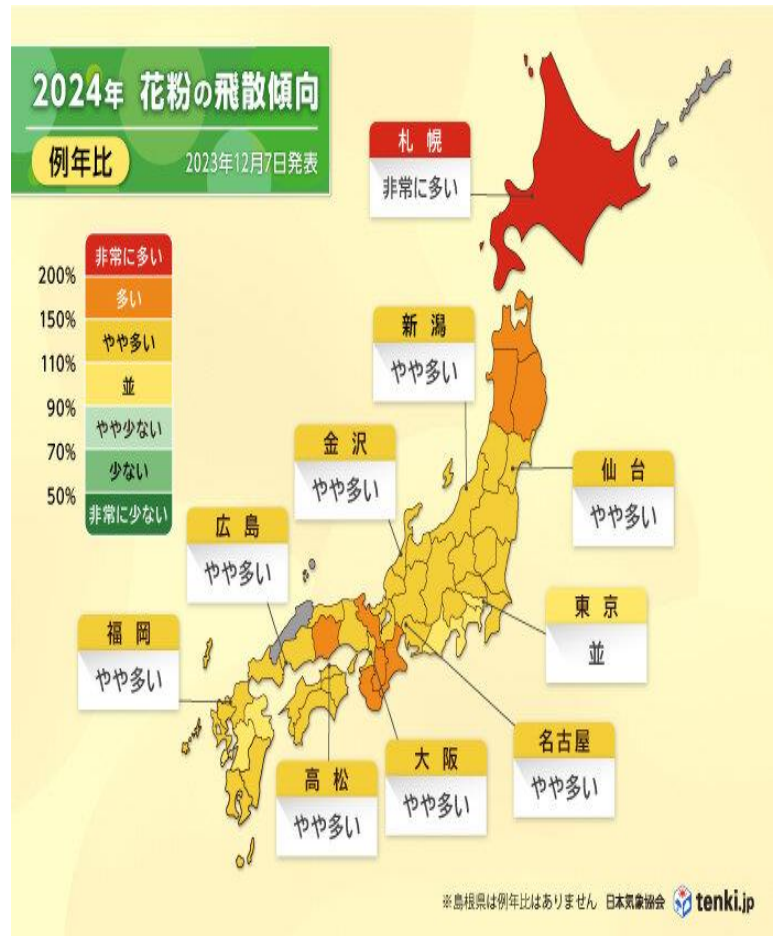 2024年 花粉の飛散傾向
例年比
2023年12月7日発表
非常に多い
200%
多い
150%
やや多い
110%
並
90%
やや少ない
70%
少ない
50%
非常に少ない
札幌
非常に多い
新潟
やや多い
金沢
やや多い
仙台
やや多い
広島
やや多い
東京
並
福岡
やや多い
名古屋
やや多い
大阪
やや多い
高松
やや多い
※島根県は例年比はありません 日本気象協会 tenki.jp